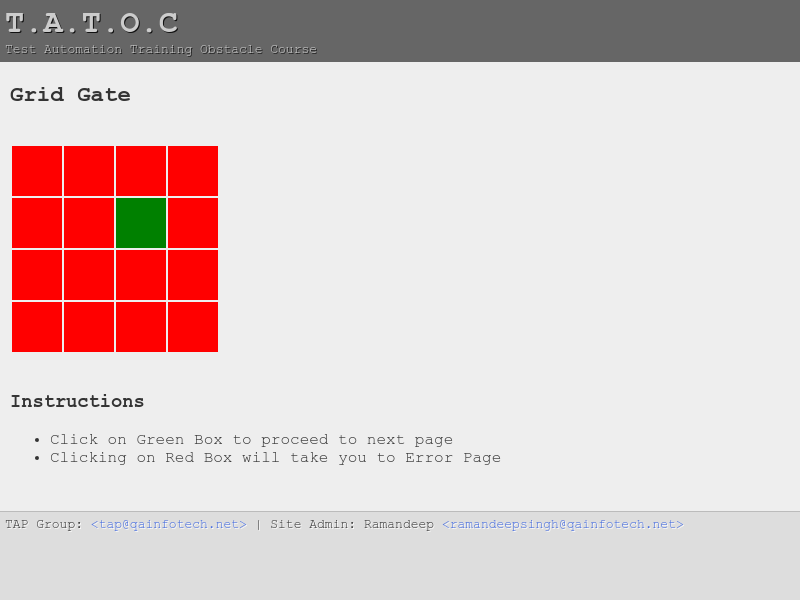 T.A.T.O.C
Test Automation Training Obstacle Course
Grid Gate
Instructions
Click on Green Box to proceed to next page
Clicking on Red Box will take you to Error Page
TAP Group: <tap@qainfotech.net> | Site Admin: Ramandeep <ramandeepsingh@qainfotech.net>